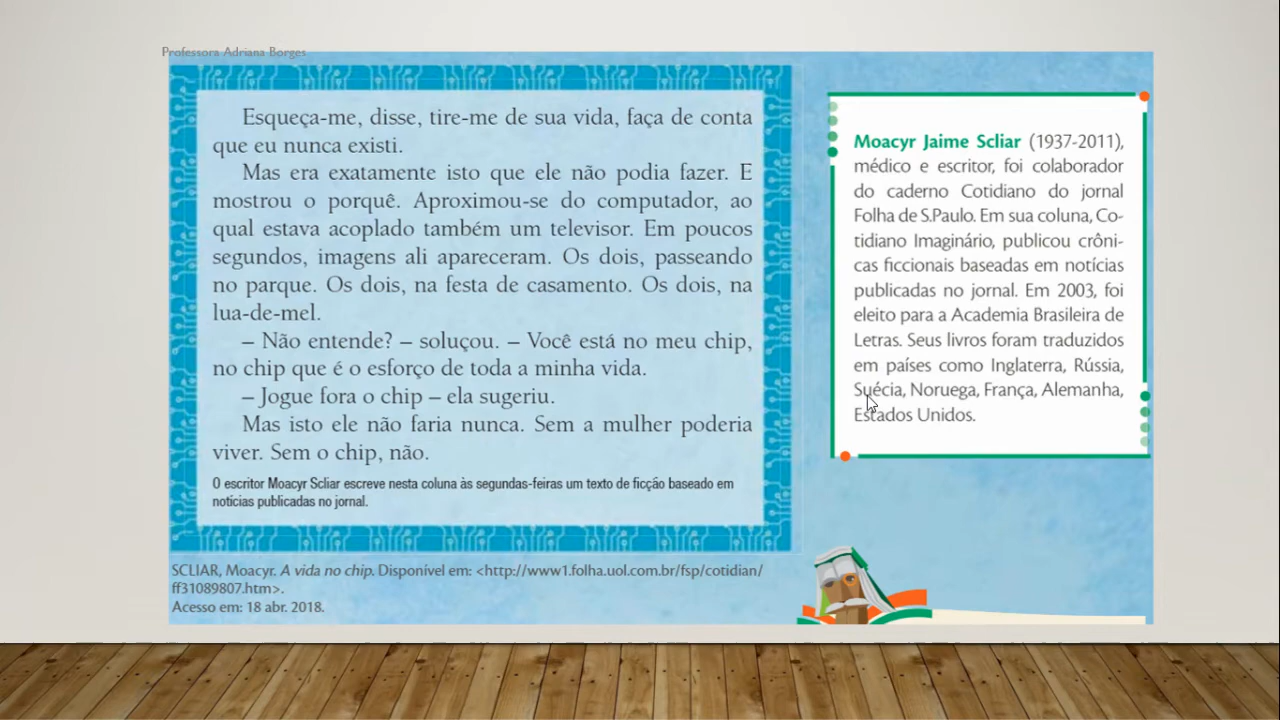 Professora Adriana Borges
Esqueça-me, disse, tire-me de sua vida, faça de conta
que eu nunca existi.
Mas era exatamente isto que ele não podia fazer. E
mostrou o porquê. Aproximou-se do computador, ao
qual estava acoplado também um televisor. Em poucos
segundos, imagens ali apareceram. Os dois, passeando
no parque. Os dois, na festa de casamento. Os dois, na
lua-de-mel.
– Não entende? – soluçou. – Você está no meu chip,
no chip que é o esforço de toda a minha vida.
– Jogue fora o chip – ela sugeriu.
Mas isto ele não faria nunca. Sem a mulher poderia
viver. Sem o chip, não.
O escritor Moacyr Scliar escreve nesta coluna às segundas-feiras um texto de ficção baseado em
notícias publicadas no jornal.
SCLIAR, Moacyr. A vida no chip. Disponível em: <http://www1.folha.uol.com.br/fsp/cotidian/
ff31089807.htm>.
Acesso em: 18 abr. 2018.
Moacyr Jaime Scliar (1937-2011),
médico e escritor, foi colaborador
do caderno Cotidiano do jornal
Folha de S.Paulo. Em sua coluna, Co-
tidiano Imaginário, publicou crôni-
cas ficcionais baseadas em notícias
publicadas no jornal. Em 2003, foi
eleito para a Academia Brasileira de
Letras. Seus livros foram traduzidos
em países como Inglaterra, Rússia,
Suécia, Noruega, França, Alemanha,
Estados Unidos.